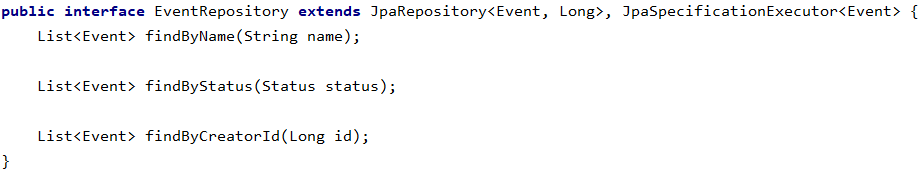 public interface EventRepository extends JpaRepository<Event, Long>, JpaSpecificationExecutor<Event> {
List<Event> findByName(String name);
List<Event> findByStatus(Status status);
List<Event> findByCreatorId(Long id);
}